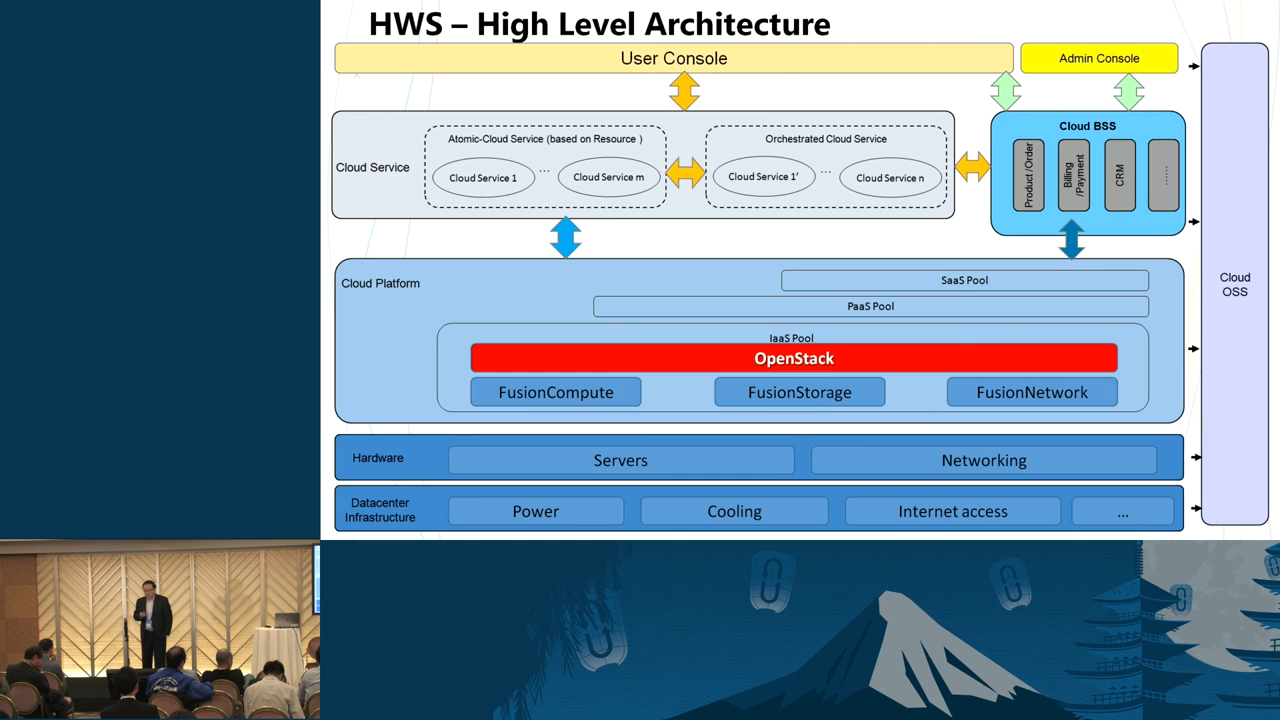 HWS – High Level Architecture
User Console
Admin Console
Cloud Service
Atomic-Cloud Service (based on Resource )
Cloud Service 1
...
Cloud Service m
Orchestrated Cloud Service
Cloud Service 1'
...
Cloud Service n
Cloud BSS
Product /Order
Billing
/Payment
CRM
......
Cloud
OSS
Cloud Platform
SaaS Pool
PaaS Pool
IaaS Pool
OpenStack
FusionCompute
FusionStorage
FusionNetwork
Hardware
Servers
Networking
Datacenter
Infrastructure
Power
Cooling
Internet access
...